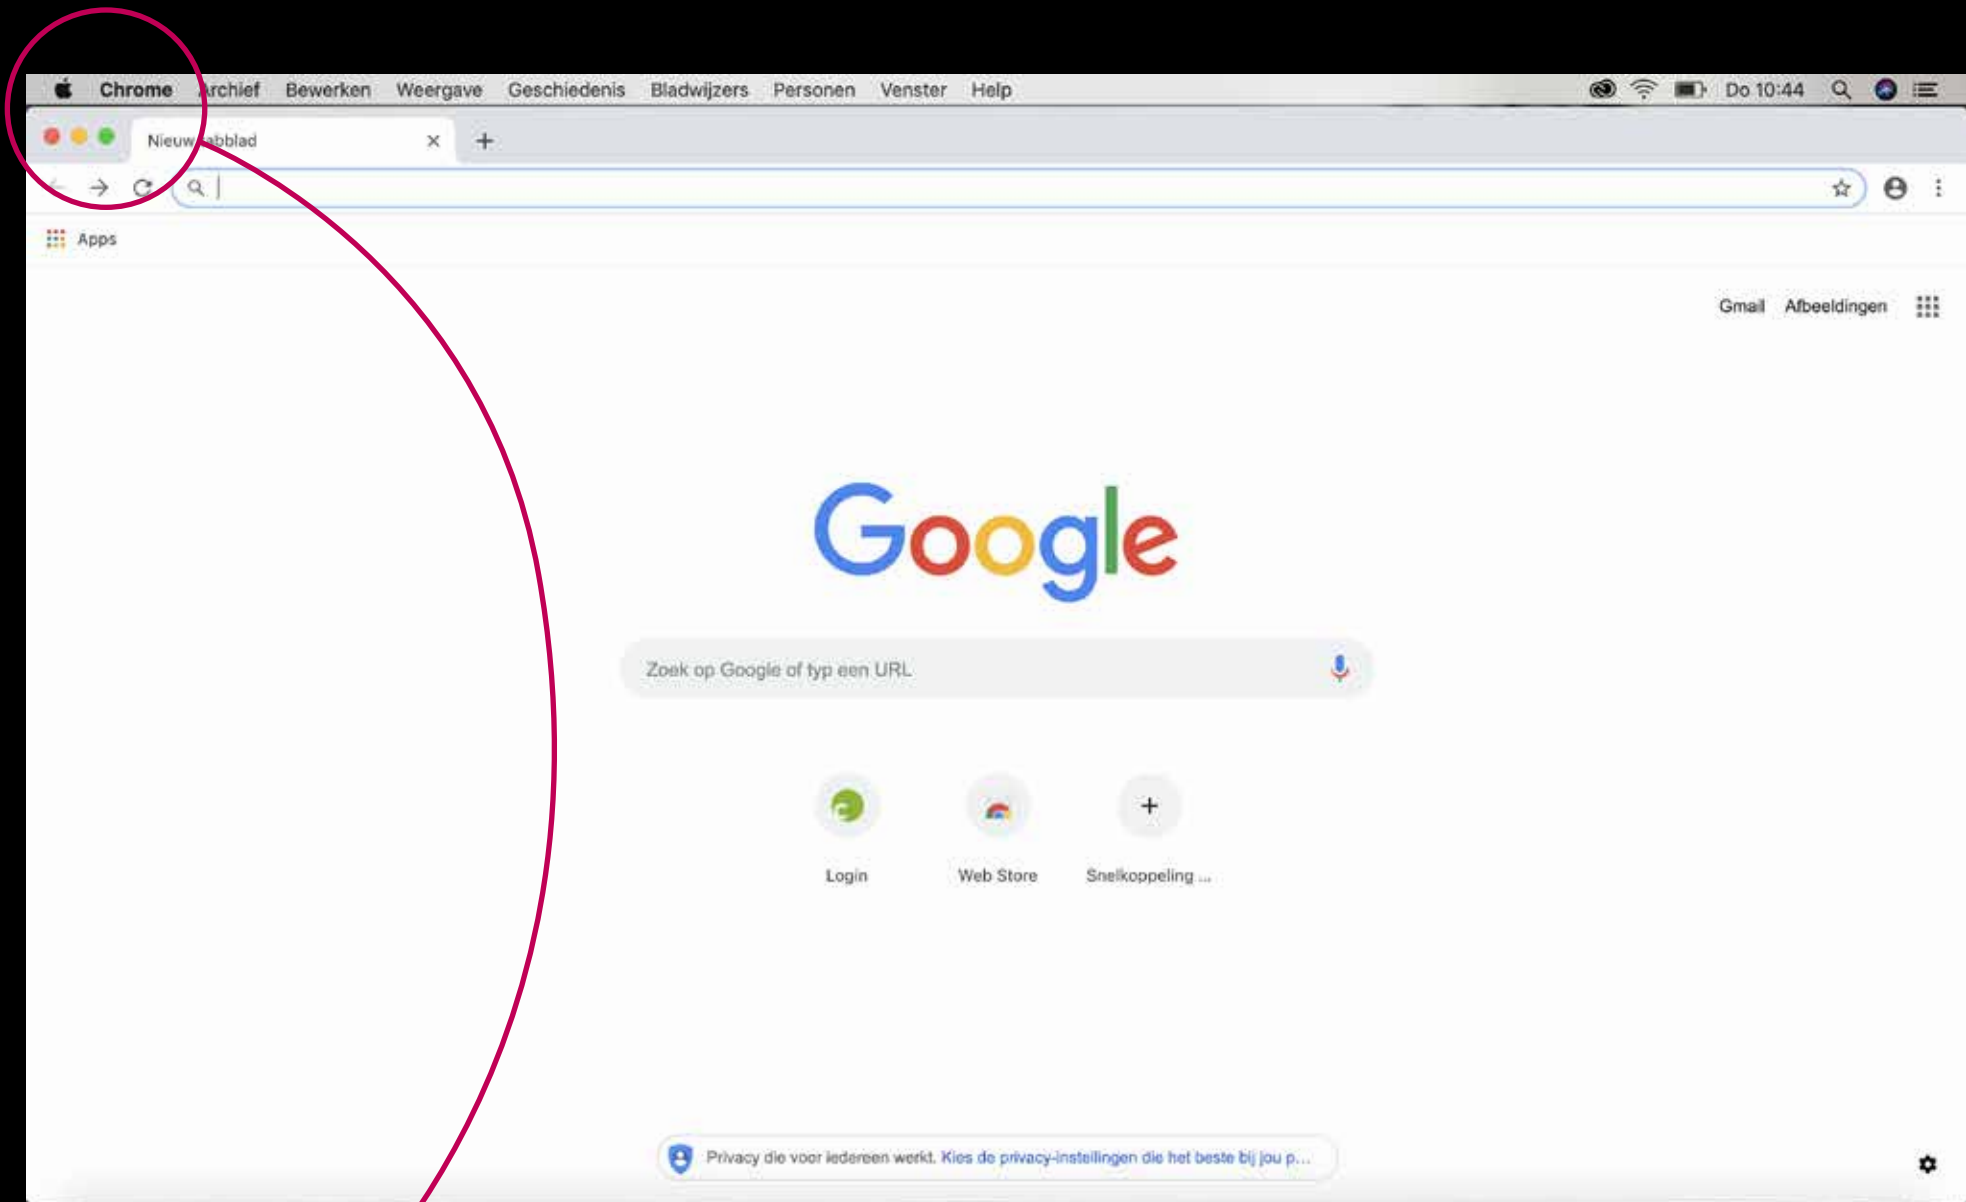 Chrome Archief Bewerken Weergave Geschiedenis Bladwijzers Personen Venster Help Do 10:44
Nieuw tabblad
Apps
Gmail Afbeeldingen
Google
Zoek op Google of typ een URL
Login Web Store Snelkoppeling ...
Privacy die voor iedereen werkt. Kies de privacy-instellingen die het beste bij jou p...